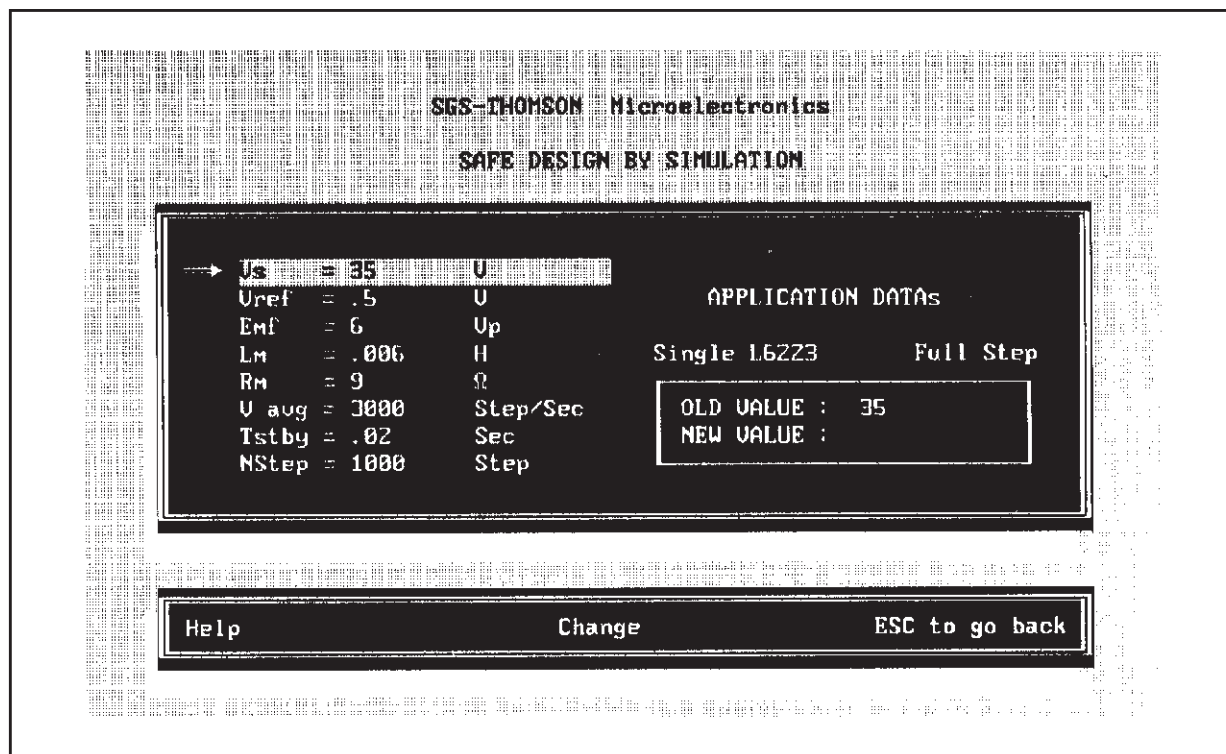 SGS-THOMSON Microelectronics
SAFE DESIGN BY SIMULATION
Vs = 35 V
Vref = .5 V
Emf = 6 Vp
Lm = .006 H
Rm = 9 Ω
V avg = 3000 Step/Sec
Tstby = .02 Sec
NStep = 1000 Step
APPLICATION DATAs
Single L6223 Full Step
OLD VALUE : 35
NEW VALUE :
Help Change ESC to go back